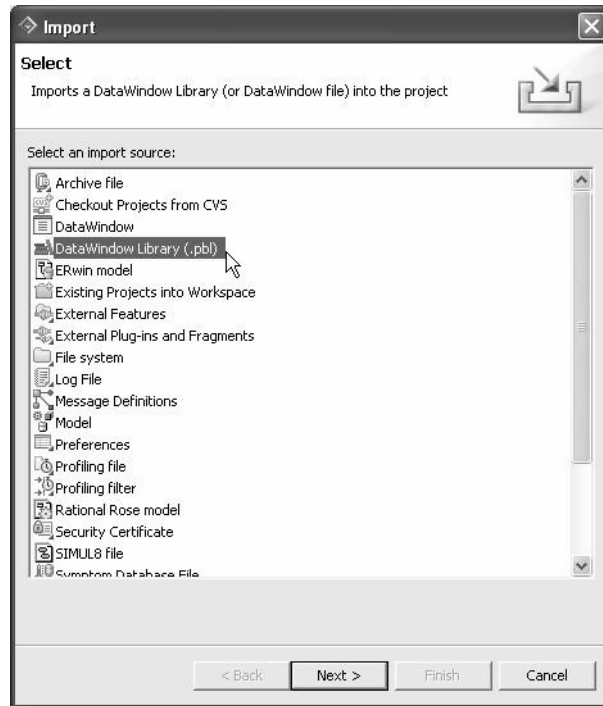 Import
Select
Imports a DataWindow Library (or DataWindow file) into the project
Select an import source:
Archive file
Checkout Projects from CVS
DataWindow
DataWindow Library (.pbl)
ERwin model
Existing Projects into Workspace
External Features
External Plug-ins and Fragments
File system
Log File
Message Definitions
Model
Preferences
Profiling file
Profiling filter
Rational Rose model
Security Certificate
SIMUL8 file
Symptom Database File
< Back Next > Finish Cancel